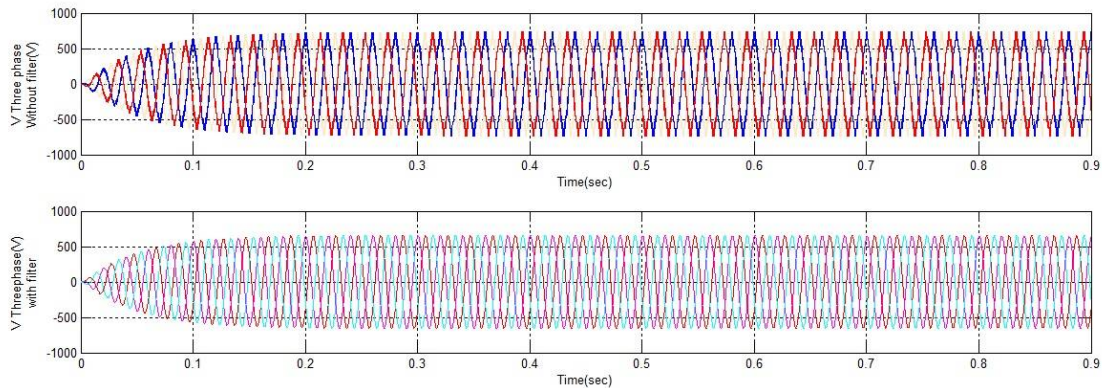 V Three phase
Without filter(V)
1000
500
0
-500
-1000
0 0.1 0.2 0.3 0.4 0.5 0.6 0.7 0.8 0.9
Time(sec)
V Threephase(V)
with filter
1000
500
0
-500
-1000
0 0.1 0.2 0.3 0.4 0.5 0.6 0.7 0.8 0.9
Time(sec)